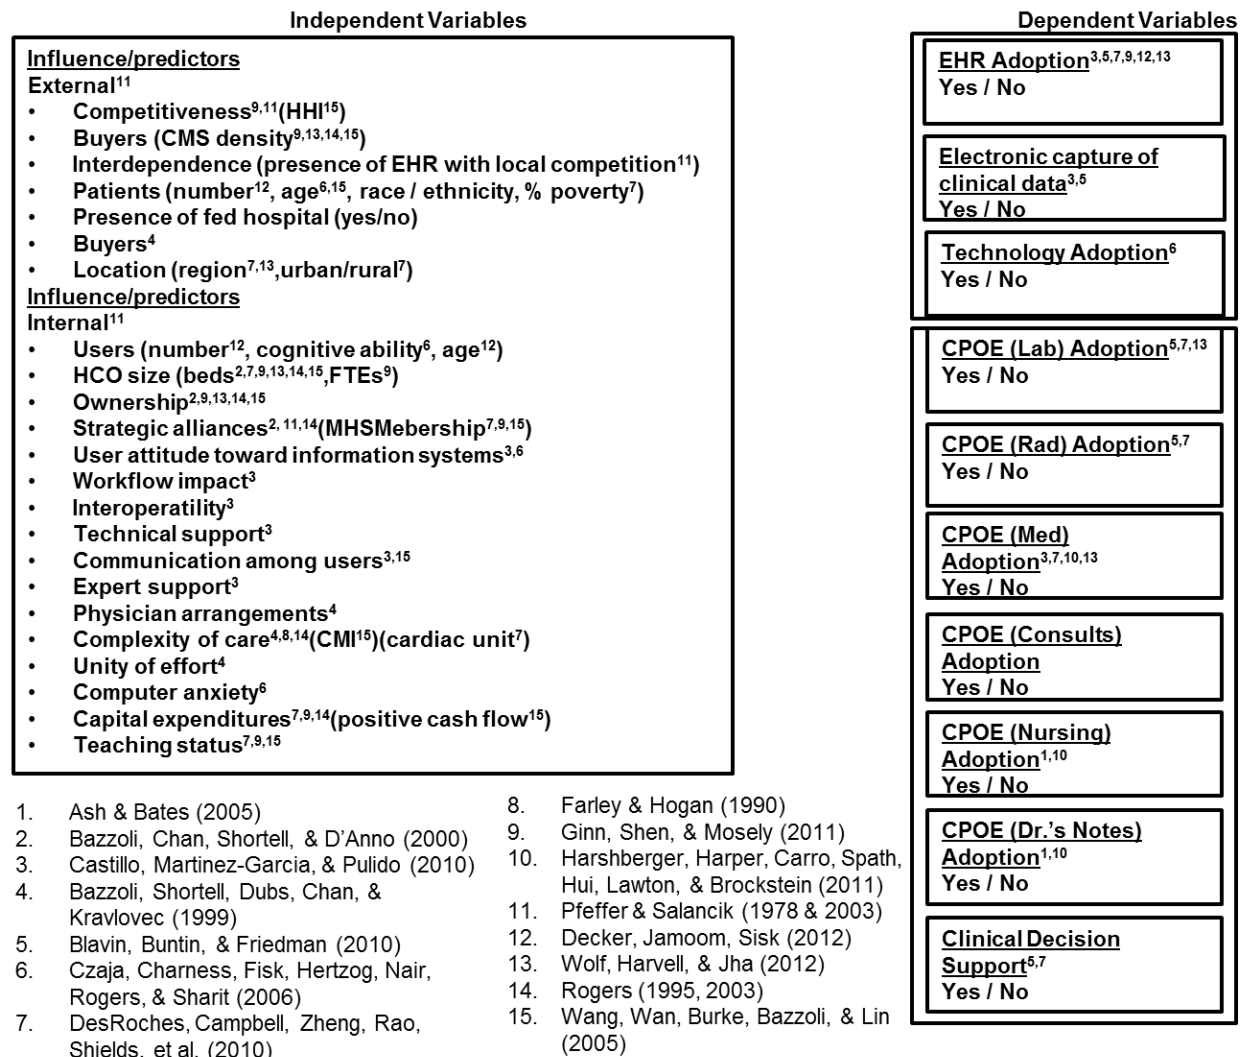 Independent Variables
Influence/predictors
External11
• Competitiveness9,11(HHI15)
• Buyers (CMS density9,13,14,15)
• Interdependence (presence of EHR with local competition11)
• Patients (number12, age6,15, race / ethnicity, % poverty7)
• Presence of fed hospital (yes/no)
• Buyers4
• Location (region7,13,urban/rural7)
Influence/predictors
Internal11
• Users (number12, cognitive ability6, age12)
• HCO size (beds2,7,9,13,14,15,FTEs9)
• Ownership2,9,13,14,15
• Strategic alliances2, 11,14(MHSMebership7,9,15)
• User attitude toward information systems3,6
• Workflow impact3
• Interoperatility3
• Technical support3
• Communication among users3,15
• Expert support3
• Physician arrangements4
• Complexity of care4,8,14(CMI15)(cardiac unit7)
• Unity of effort4
• Computer anxiety6
• Capital expenditures7,9,14(positive cash flow15)
• Teaching status7,9,15
Dependent Variables
EHR Adoption3,5,7,9,12,13
Yes / No
Electronic capture of
clinical data3,5
Yes / No
Technology Adoption6
Yes / No
CPOE (Lab) Adoption5,7,13
Yes / No
CPOE (Rad) Adoption5,7
Yes / No
CPOE (Med)
Adoption3,7,10,13
Yes / No
CPOE (Consults)
Adoption
Yes / No
CPOE (Nursing)
Adoption1,10
Yes / No
CPOE (Dr.'s Notes)
Adoption1,10
Yes / No
Clinical Decision
Support5,7
Yes / No
1. Ash & Bates (2005)
2. Bazzoli, Chan, Shortell, & D'Anno (2000)
3. Castillo, Martinez-Garcia, & Pulido (2010)
4. Bazzoli, Shortell, Dubs, Chan, &
Kravlovec (1999)
5. Blavin, Buntin, & Friedman (2010)
6. Czaja, Charness, Fisk, Hertzog, Nair,
Rogers, & Sharit (2006)
7. DesRoches, Campbell, Zheng, Rao,
Shields, et al. (2010)
8. Farley & Hogan (1990)
9. Ginn, Shen, & Mosely (2011)
10. Harshberger, Harper, Carro, Spath,
Hui, Lawton, & Brockstein (2011)
11. Pfeffer & Salancik (1978 & 2003)
12. Decker, Jamoom, Sisk (2012)
13. Wolf, Harvell, & Jha (2012)
14. Rogers (1995, 2003)
15. Wang, Wan, Burke, Bazzoli, & Lin
(2005)